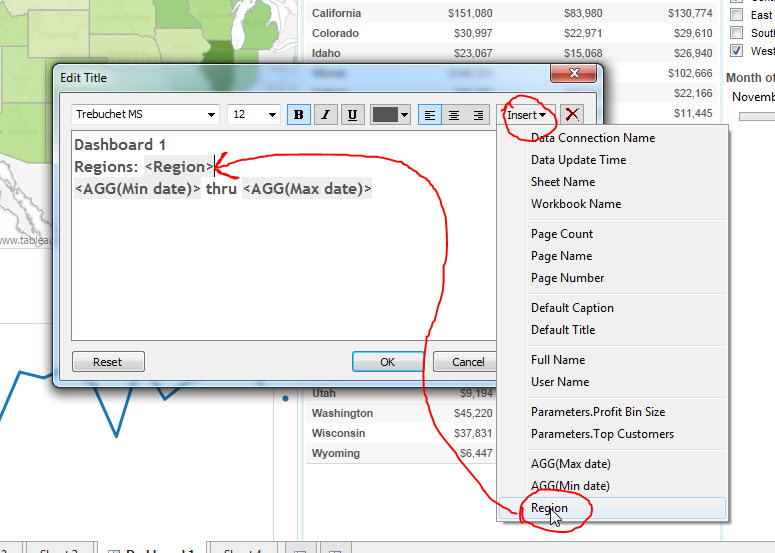 California $151,080 $83,980 $130,774
Colorado $30,997 $22,971 $29,610
Idaho $23,067 $15,068 $26,940
$102,666
$22,166
$11,445
East
South
West
Month of
Novemb
Edit Title
Trebuchet MS 12 B I U Insert
Dashboard 1
Regions: <Region>
<AGG(Min date)> thru <AGG(Max date)>
Reset OK Cancel
Data Connection Name
Data Update Time
Sheet Name
Workbook Name
Page Count
Page Name
Page Number
Default Caption
Default Title
Full Name
User Name
Parameters.Profit Bin Size
Parameters.Top Customers
AGG(Max date)
AGG(Min date)
Region
www.tableau
Utah $9,194
Washington $45,220
Wisconsin $37,831
Wyoming $6,447
Dashboard 1 Sheet 4